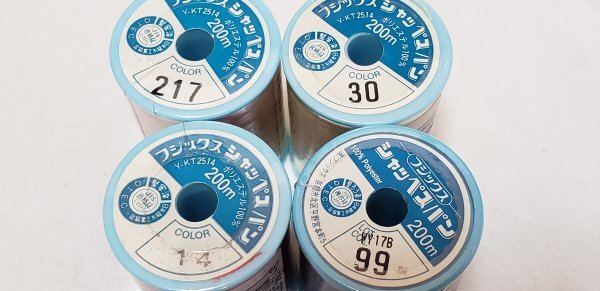 フジックス シャッペスパン
Y-KT2514
ポリエステル100%
200m
COLOR
217
フジックス シャッペスパン
Y-KT2514
ポリエステル100%
200m
COLOR
30
フジックス シャッペスパン
Y-KT2514
ポリエステル100%
200m
COLOR
14
フジックス
シャッペスパン
100% Polyester
200m
LOT
COLOR
99